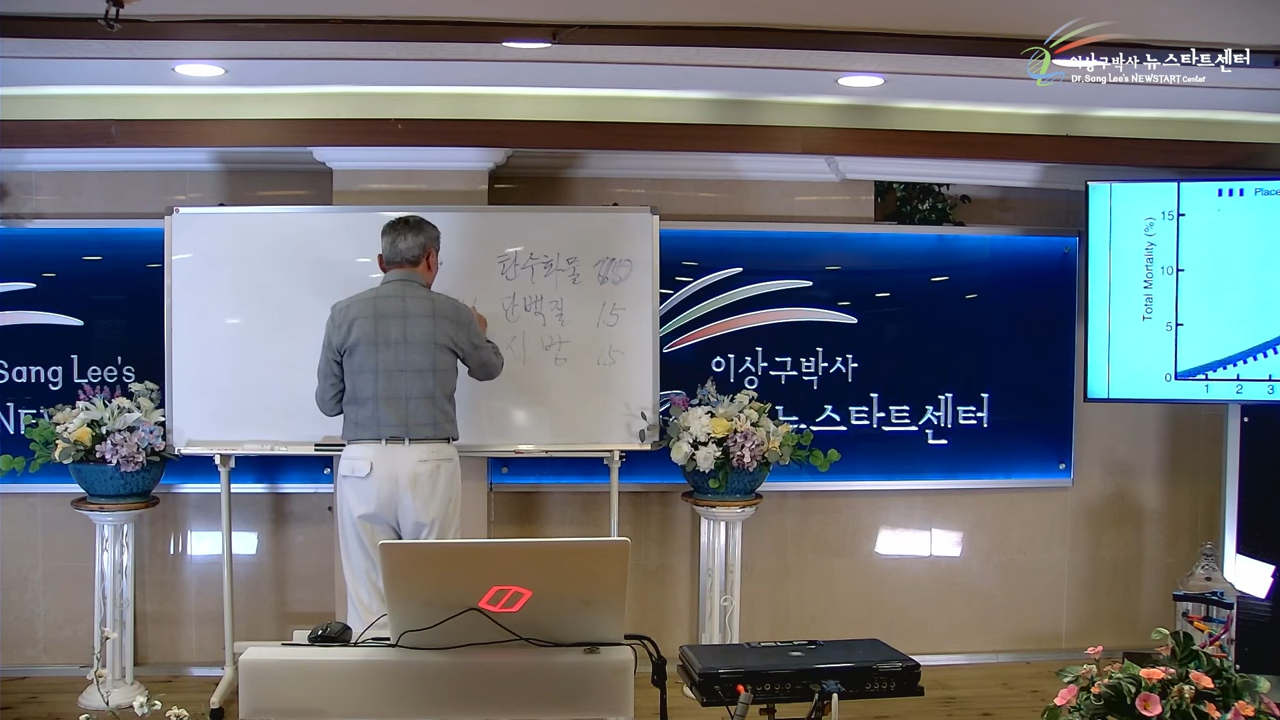 이상구박사 뉴스타트센터
Dr. Sang Lee's NEWSTART Center
탄수화물
단백질 15
지방 15
Sang Lee's
이상구박사
뉴스타트센터
Total Mortality (%)
15
10
5
0
1 2 3